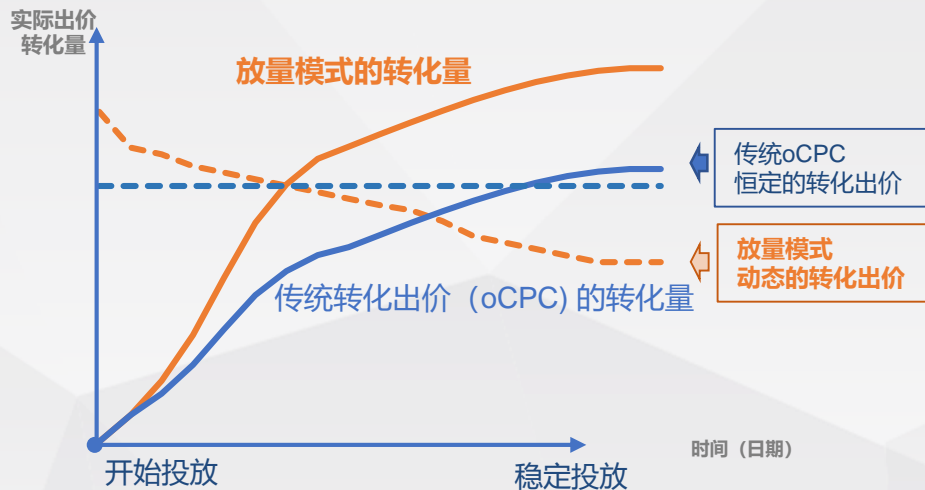 实际出价
转化量
放量模式的转化量
传统oCPC
恒定的转化出价
放量模式
动态的转化出价
传统转化出价（oCPC) 的转化量
时间（日期）
开始投放
稳定投放